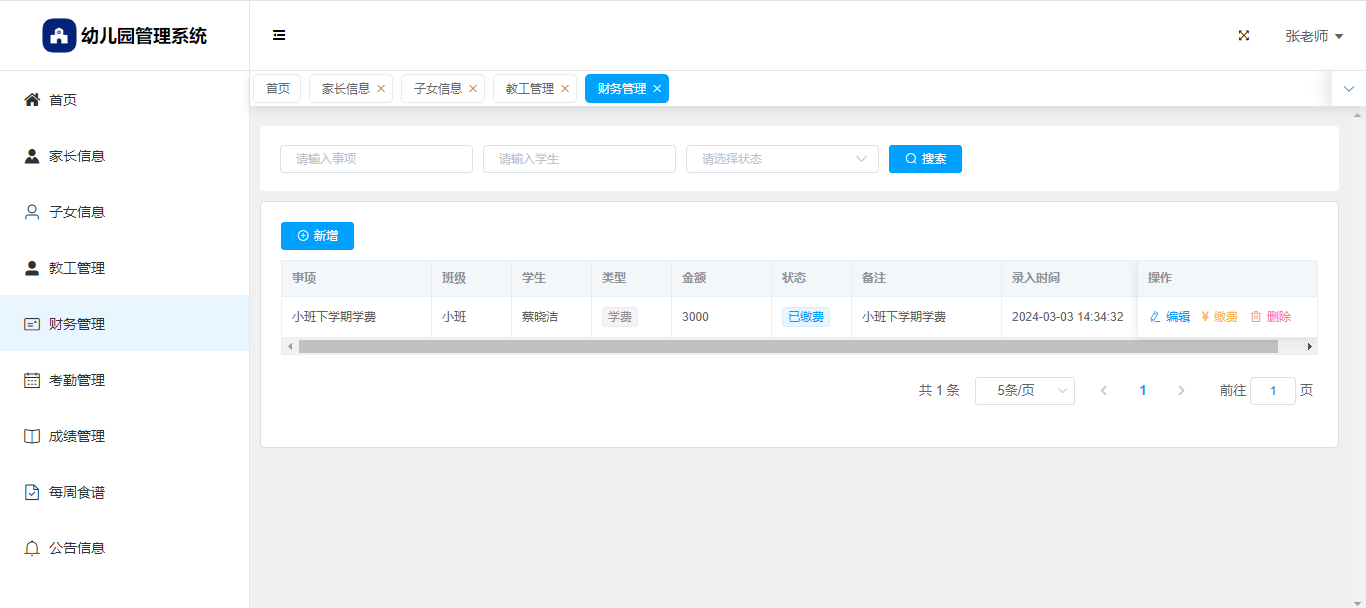 幼儿园管理系统
张老师
首页
家长信息
子女信息
教工管理
财务管理
考勤管理
成绩管理
每周食谱
公告信息
首页 家长信息 子女信息 教工管理 财务管理
请输入事项 请输入学生 请选择状态 搜索
新增
事项 班级 学生 类型 金额 状态 备注 录入时间 操作
小班下学期学费 小班 蔡晓洁 学费 3000 已缴费 小班下学期学费 2024-03-03 14:34:32 编辑 ¥ 缴费 删除
共 1 条 5条/页 1 前往 1 页